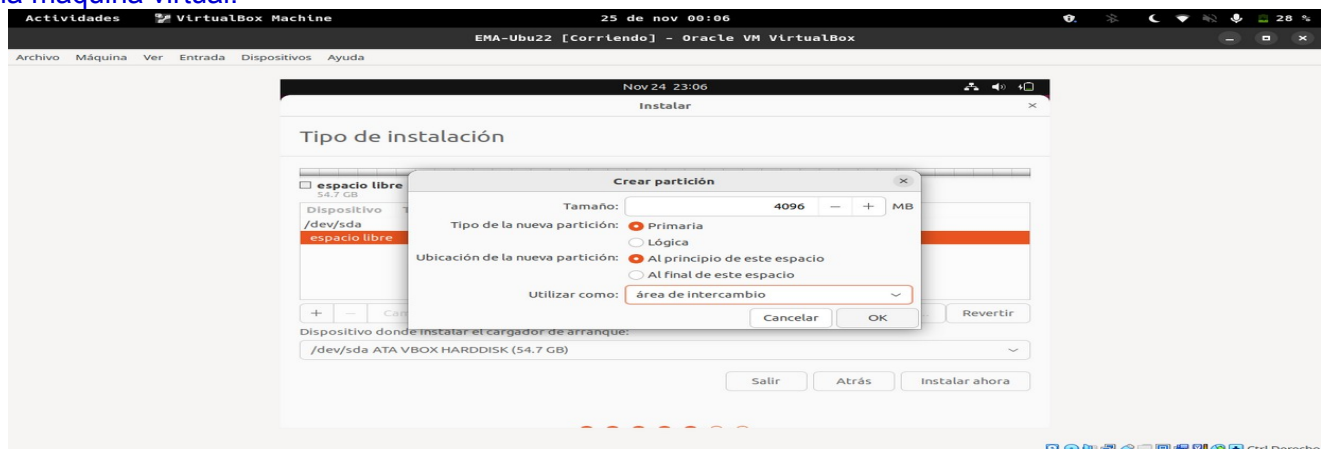 la máquina virtual.
Actividades VirtualBox Machine 25 de nov 00:06 28 %
EMA-Ubu22 [Corriendo] - Oracle VM VirtualBox
Archivo Máquina Ver Entrada Dispositivos Ayuda
Nov 24 23:06
Instalar
Tipo de instalación
espacio libre
54.7 GB
Crear partición
Dispositivo
Tamaño: 4096 MB
/dev/sda
Tipo de la nueva partición: Primaria
espacio libre
Lógica
Ubicación de la nueva partición: Al principio de este espacio
Al final de este espacio
Utilizar como: área de intercambio
Cancelar OK
Revertir
Dispositivo donde instalar el cargador de arranque:
/dev/sda ATA VBOX HARDDISK (54.7 GB)
Salir Atrás Instalar ahora
Ctrl Derecho